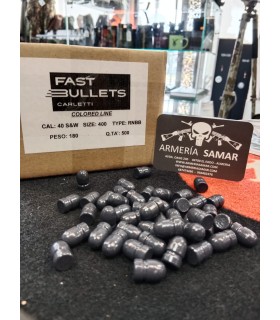 FAST
BULLETS
CARLETTI
COLORED LINE
CAL: 40 S&W SIZE: 400 TYPE: RNBB
PESO: 180 Q.TA': 500
ARMERÍA SAMAR